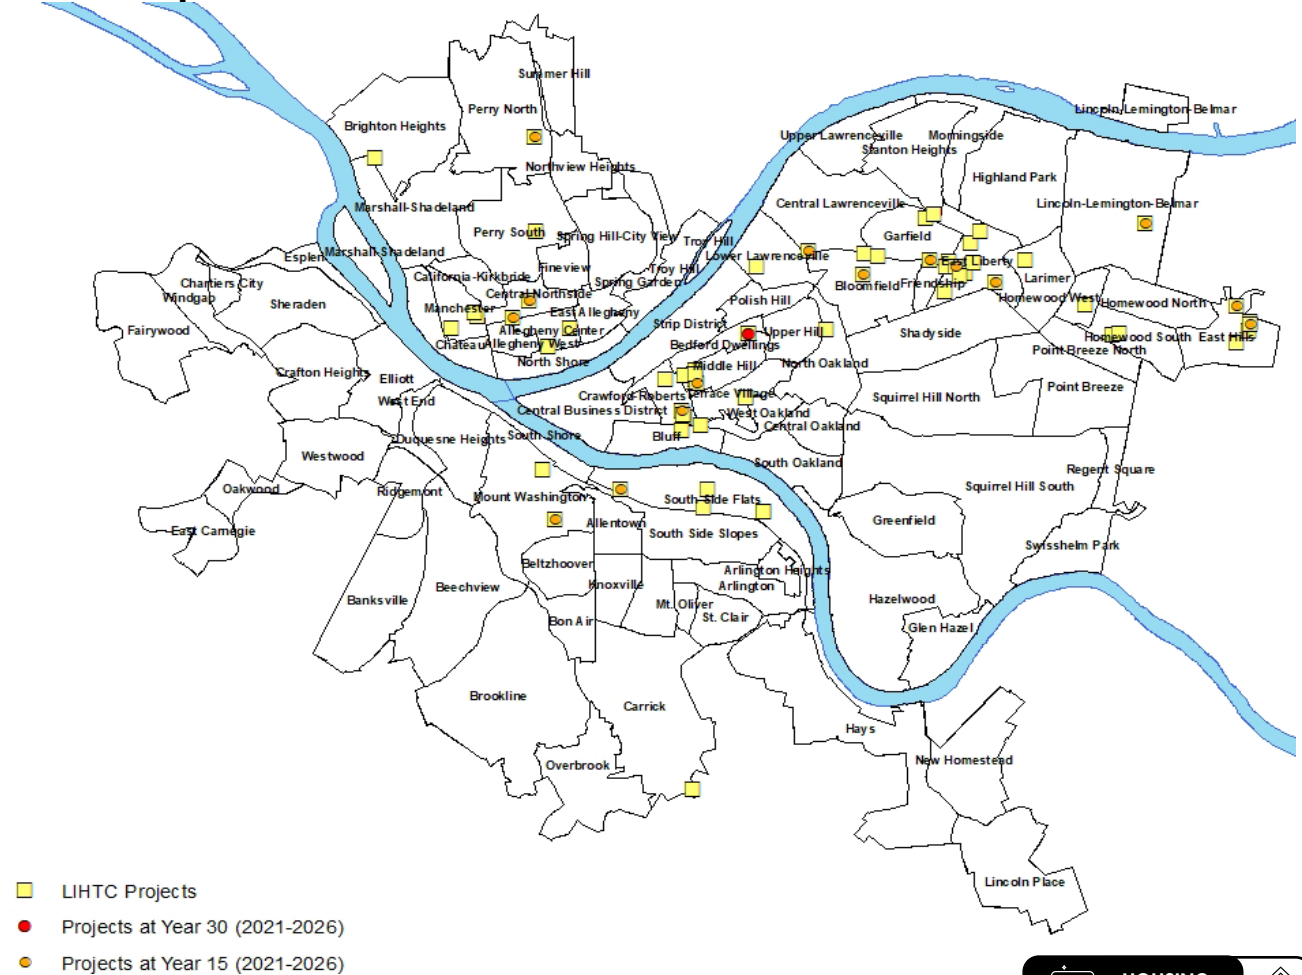 Summer Hill
Perry North
Lincoln-Lemington-Belmar
Brighton Heights
Upper Lawrenceville
Morningside
Stanton Heights
Northview Heights
Highland Park
Marshall-Shadeland
Central Lawrenceville
Lincoln-Lemington-Belmar
Perry South
Spring Hill-City View
Troy Hill
Garfield
Marshall-Shadeland
Esplen
Lower Lawrenceville
East Liberty
Fineview
Troy Hill
California-Kirkbride
Spring Garden
Larimer
Chartiers City
Bloomfield
Friendship
Windgap
Central Northside
Polish Hill
Homewood West
Homewood North
Sheraden
Manchester
East Allegheny
Strip District
Fairywood
Allegheny Center
Upper Hill
Shadyside
Homewood South
East Hills
Chateau
Allegheny West
Bedford Dwellings
Point Breeze North
North Shore
Middle Hill
North Oakland
Crafton Heights
Elliott
Point Breeze
West End
Crawford-Roberts
Terrace Village
Squirrel Hill North
Central Business District
West Oakland
Central Oakland
Duquesne Heights
South Shore
Bluff
Westwood
South Oakland
Regent Square
Oakwood
Ridgemont
Mount Washington
South Side Flats
Squirrel Hill South
East Carnegie
Allentown
Greenfield
South Side Slopes
Swisshelm Park
Beltzhoover
Arlington Heights
Beechview
Knoxville
Arlington
Banksville
Mt. Oliver
Hazelwood
St. Clair
Bon Air
Glen Hazel
Brookline
Carrick
Hays
Overbrook
New Homestead
Lincoln Place
LIHTC Projects
Projects at Year 30 (2021-2026)
Projects at Year 15 (2021-2026)